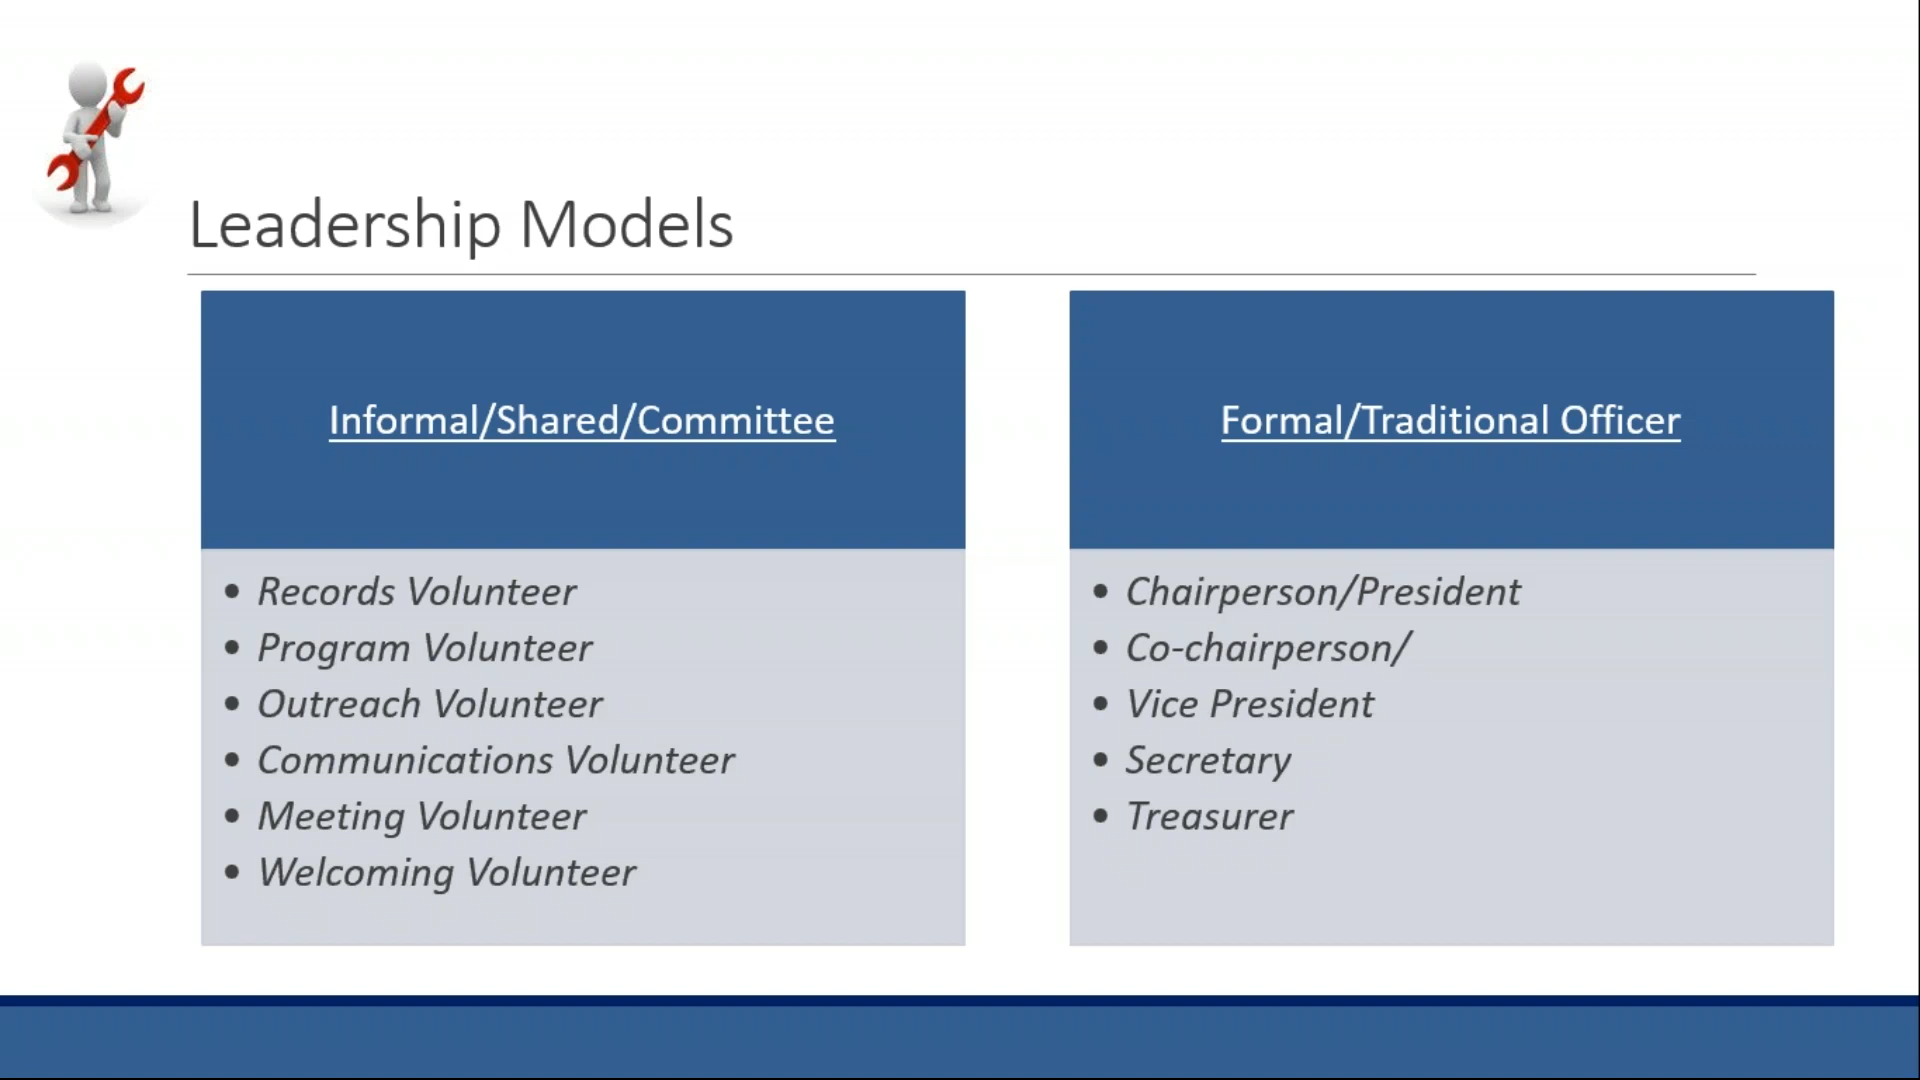 Leadership Models
Informal/Shared/Committee
• Records Volunteer
• Program Volunteer
• Outreach Volunteer
• Communications Volunteer
• Meeting Volunteer
• Welcoming Volunteer
Formal/Traditional Officer
• Chairperson/President
• Co-chairperson/
• Vice President
• Secretary
• Treasurer